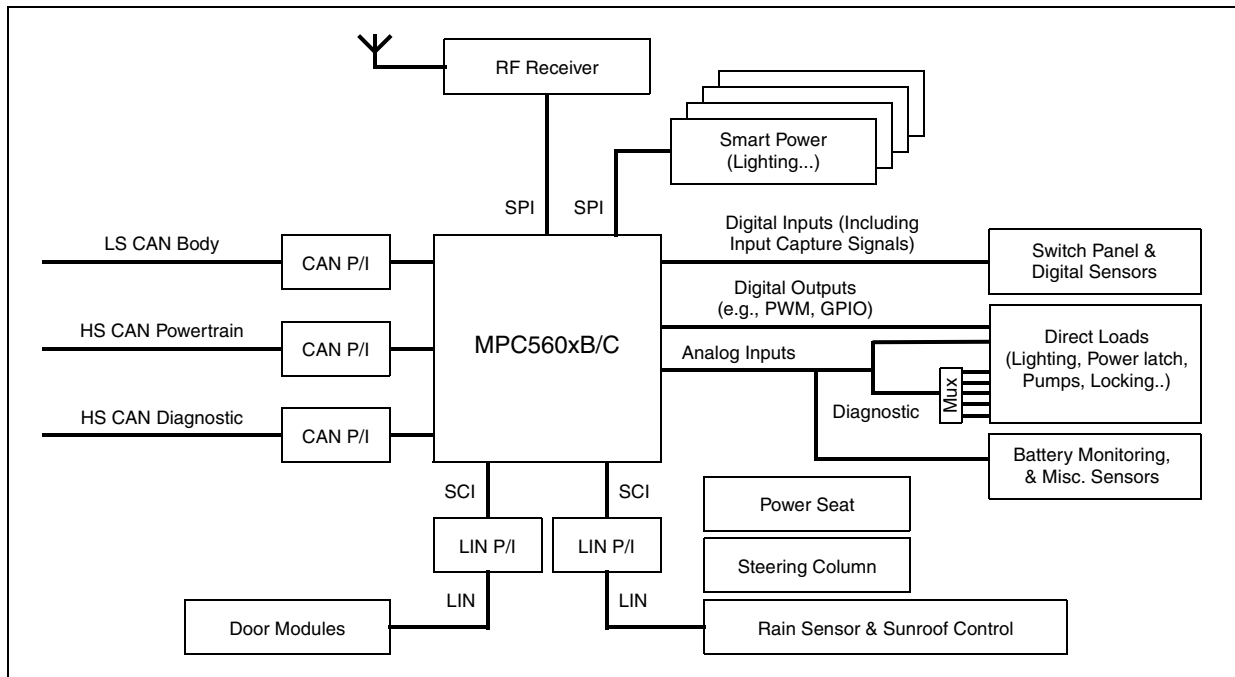 RF Receiver
Smart Power
(Lighting...)
SPI
SPI
LS CAN Body
CAN P/I
Digital Inputs (Including
Input Capture Signals)
Switch Panel &
Digital Sensors
HS CAN Powertrain
CAN P/I
MPC560xB/C
Digital Outputs
(e.g., PWM, GPIO)
Analog Inputs
Direct Loads
(Lighting, Power latch,
Pumps, Locking..)
Mux
Diagnostic
HS CAN Diagnostic
CAN P/I
Battery Monitoring,
& Misc. Sensors
SCI
SCI
LIN P/I
LIN P/I
Power Seat
Steering Column
LIN
LIN
Door Modules
Rain Sensor & Sunroof Control